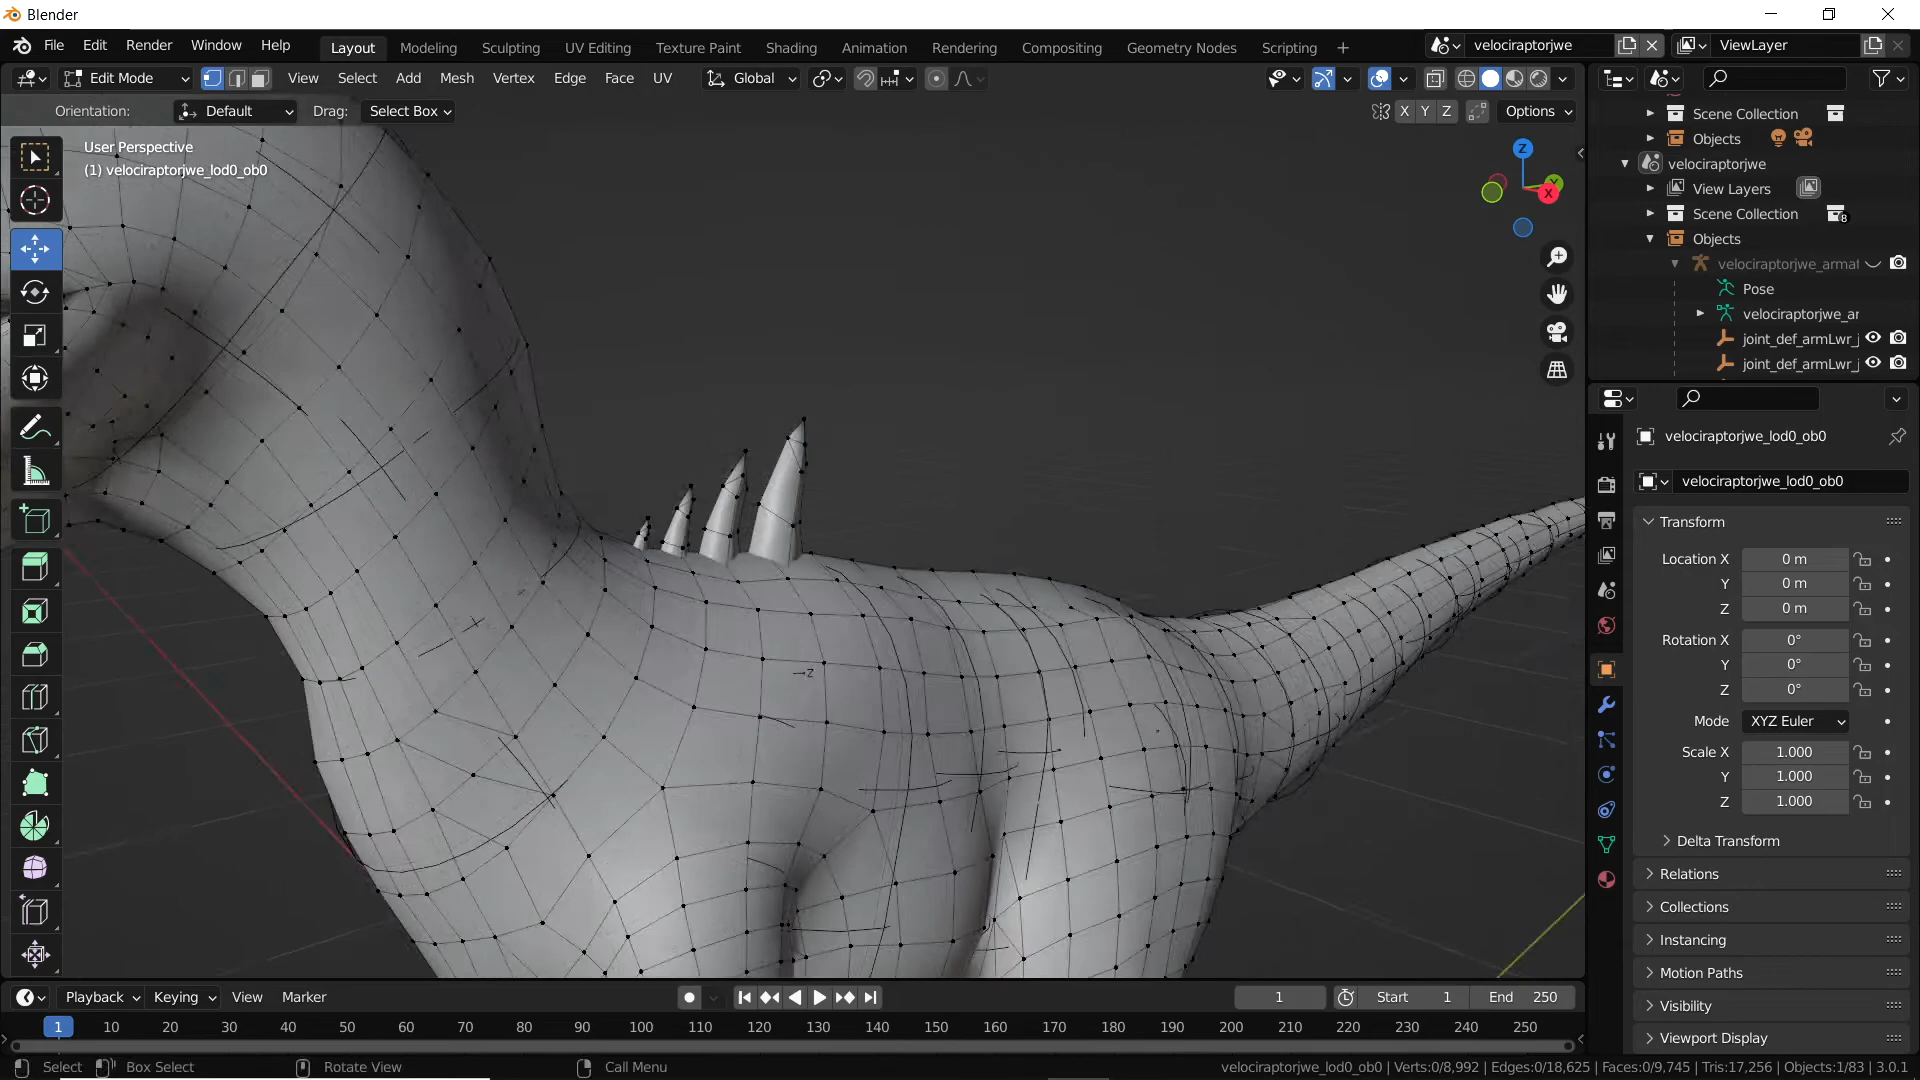 Blender
File Edit Render Window Help
Layout Modeling Sculpting UV Editing Texture Paint Shading Animation Rendering Compositing Geometry Nodes Scripting +
velociraptorjwe
ViewLayer
Edit Mode
View Select Add Mesh Vertex Edge Face UV
Global
Orientation: Default Drag: Select Box
X Y Z
Options
User Perspective
(1) velociraptorjwe_lod0_ob0
Z
Y
X
Z
Scene Collection
Objects
velociraptorjwe
View Layers
Scene Collection 8
Objects
velociraptorjwe_armat
Pose
velociraptorjwe_ar
joint_def_armLwr_j
joint_def_armLwr_j
velociraptorjwe_lod0_ob0
velociraptorjwe_lod0_ob0
Transform
Location X 0 m
Y 0 m
Z 0 m
Rotation X 0°
Y 0°
Z 0°
Mode XYZ Euler
Scale X 1.000
Y 1.000
Z 1.000
Delta Transform
Relations
Collections
Instancing
Motion Paths
Visibility
Viewport Display
Playback Keying View Marker
1
Start 1
End 250
1 10 20 30 40 50 60 70 80 90 100 110 120 130 140 150 160 170 180 190 200 210 220 230 240 250
Select Box Select Rotate View Call Menu
velociraptorjwe_lod0_ob0 | Verts:0/8,992 | Edges:0/18,625 | Faces:0/9,745 | Tris:17,256 | Objects:1/83 | 3.0.1